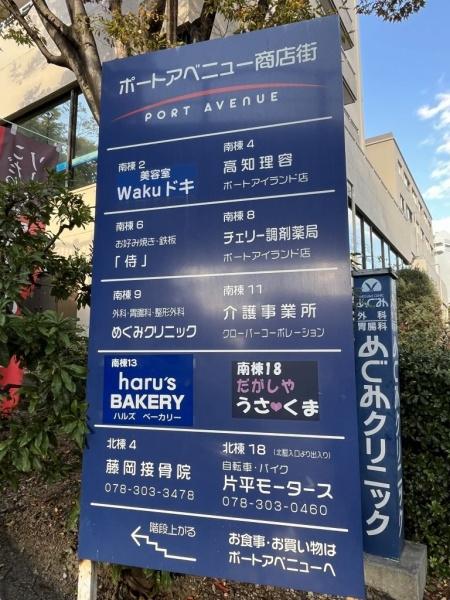 ポートアベニュー商店街
PORT AVENUE
南棟 2
美容室
Wakuドキ
南棟 4
高知理容
ポートアイランド店
南棟 6
お好み焼き・鉄板
「侍」
南棟 8
チェリー調剤薬局
ポートアイランド店
南棟 9
外科・胃腸科・整形外科
めぐみクリニック
南棟 11
介護事業所
クローバーコーポレーション
南棟13
haru's
BAKERY
ハルズ ベーカリー
南棟18
だがしや
うさ♥くま
北棟 4
藤岡接骨院
078-303-3478
北棟 18 (北駐入口より出入り)
自転車・バイク
片平モータース
078-303-0460
階段上がる
お食事・お買い物は
ポートアベニューへ
外科
胃腸科
めぐみクリニック